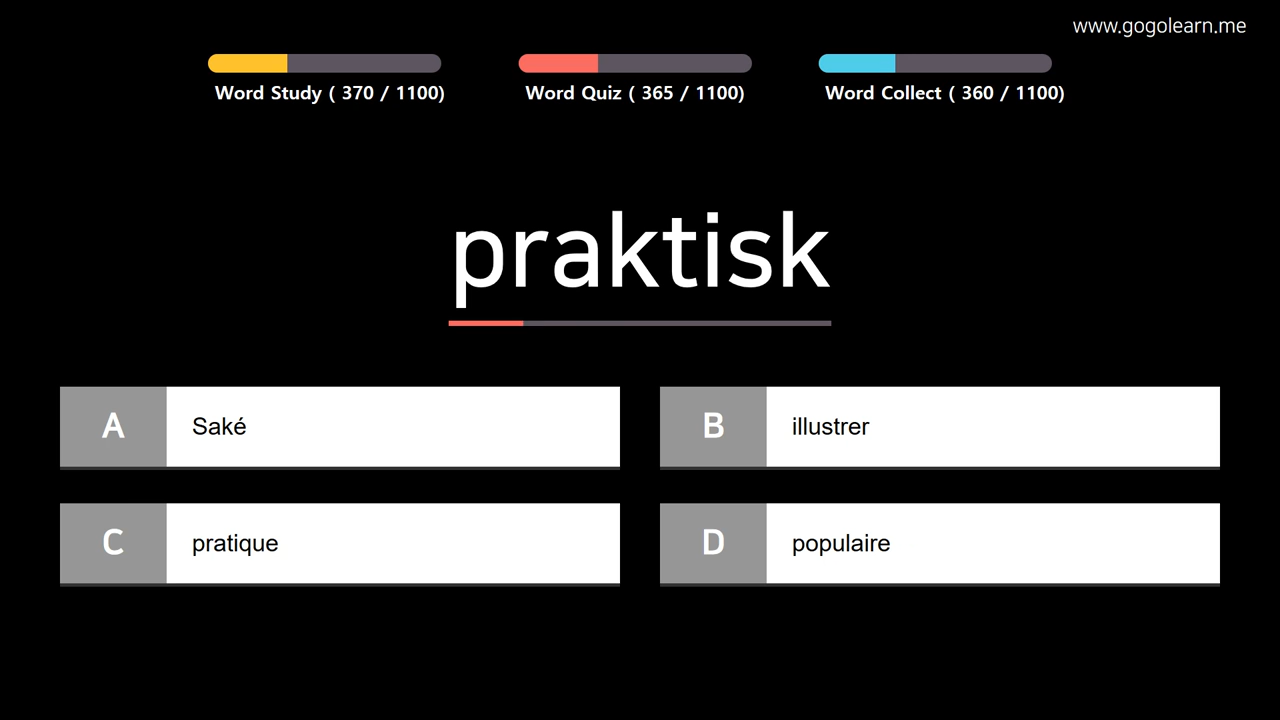 www.gogolearn.me
Word Study ( 370 / 1100)
Word Quiz ( 365 / 1100)
Word Collect ( 360 / 1100)
praktisk
A Saké
B illustrer
C pratique
D populaire